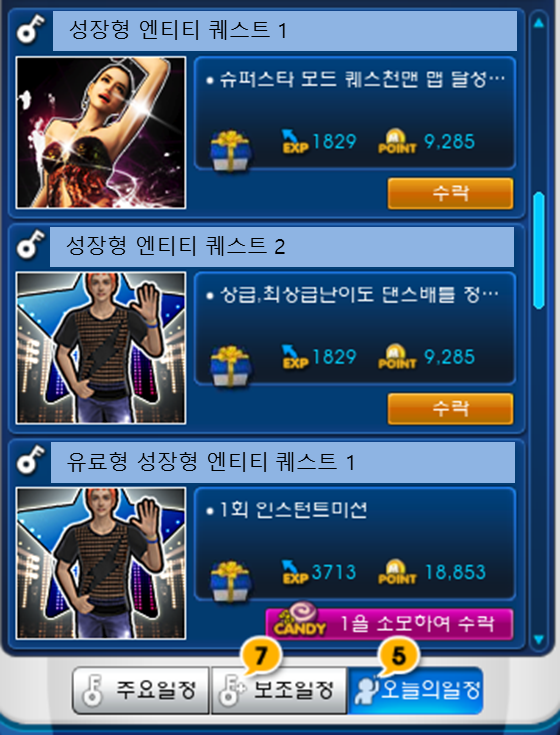 성장형 엔티티 퀘스트 1
슈퍼스타 모드 퀘스천맨 맵 달성…
EXP 1829 POINT 9,285
수락
성장형 엔티티 퀘스트 2
상급,최상급난이도 댄스배틀 정…
EXP 1829 POINT 9,285
수락
유료형 성장형 엔티티 퀘스트 1
1회 인스턴트미션
EXP 3713 POINT 18,853
CANDY 1을 소모하여 수락
7 5
주요일정 보조일정 오늘의일정